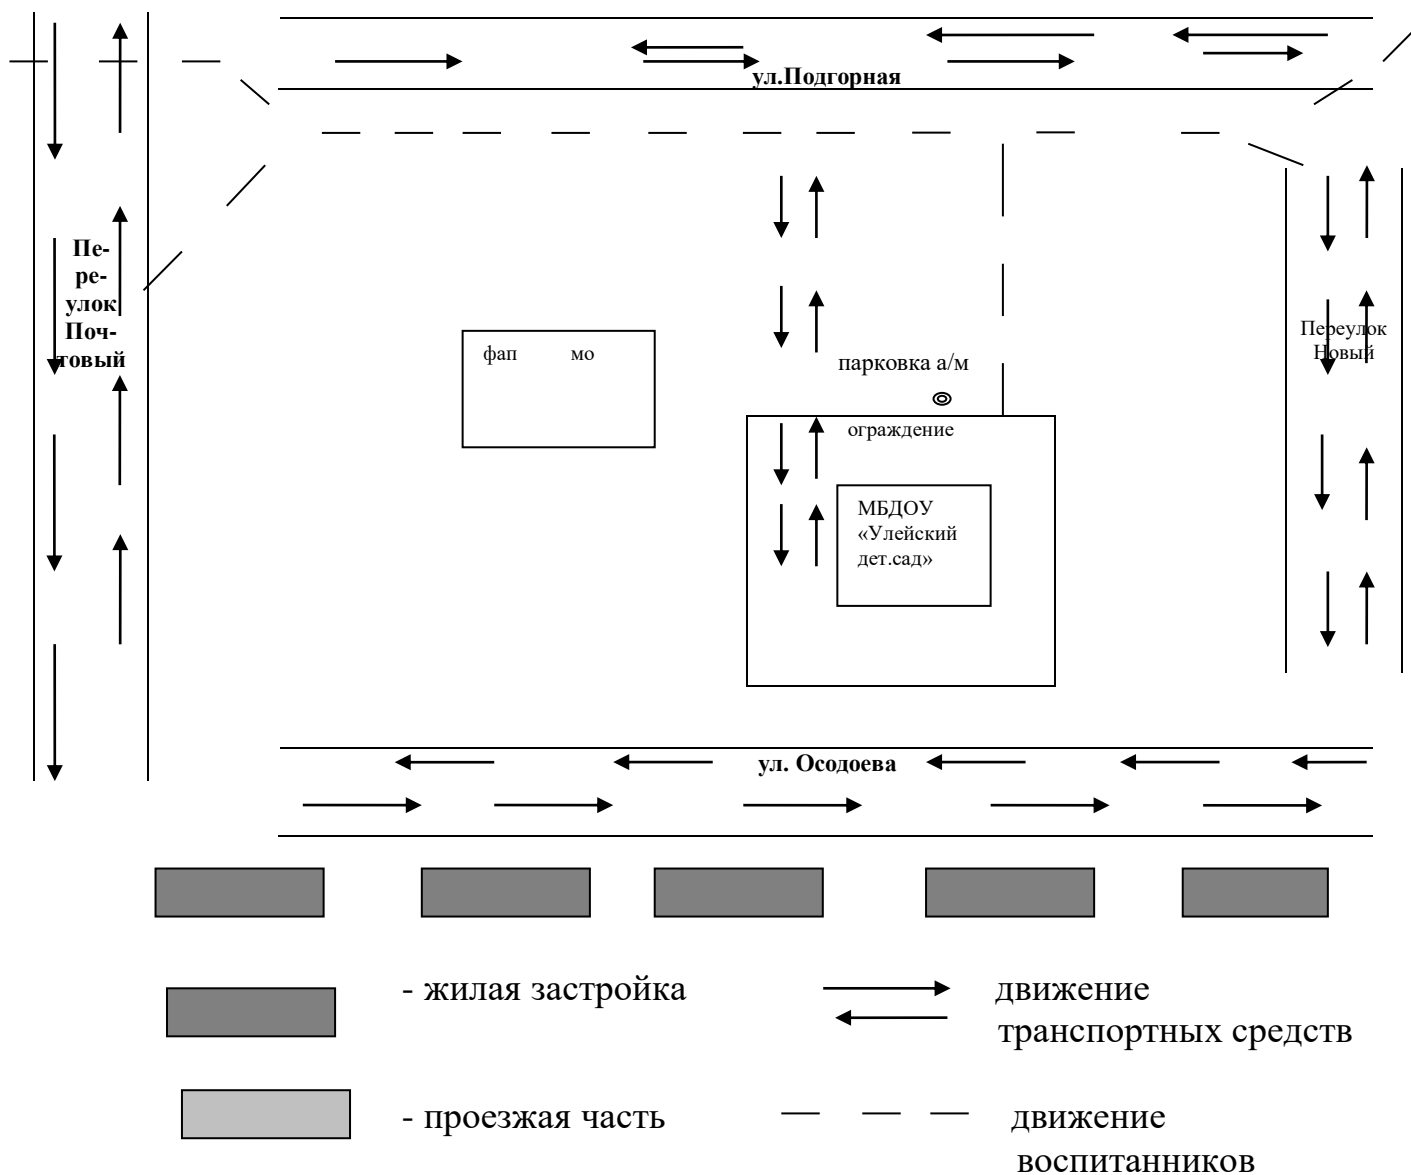 ул.Подгорная
Пе-
ре-
улок
Поч-
товый
Переулок
Новый
фап мо
парковка а/м
ограждение
МБДОУ
«Улейский
дет.сад»
ул. Осодоева
- жилая застройка
движение
транспортных средств
- проезжая часть
движение
воспитанников